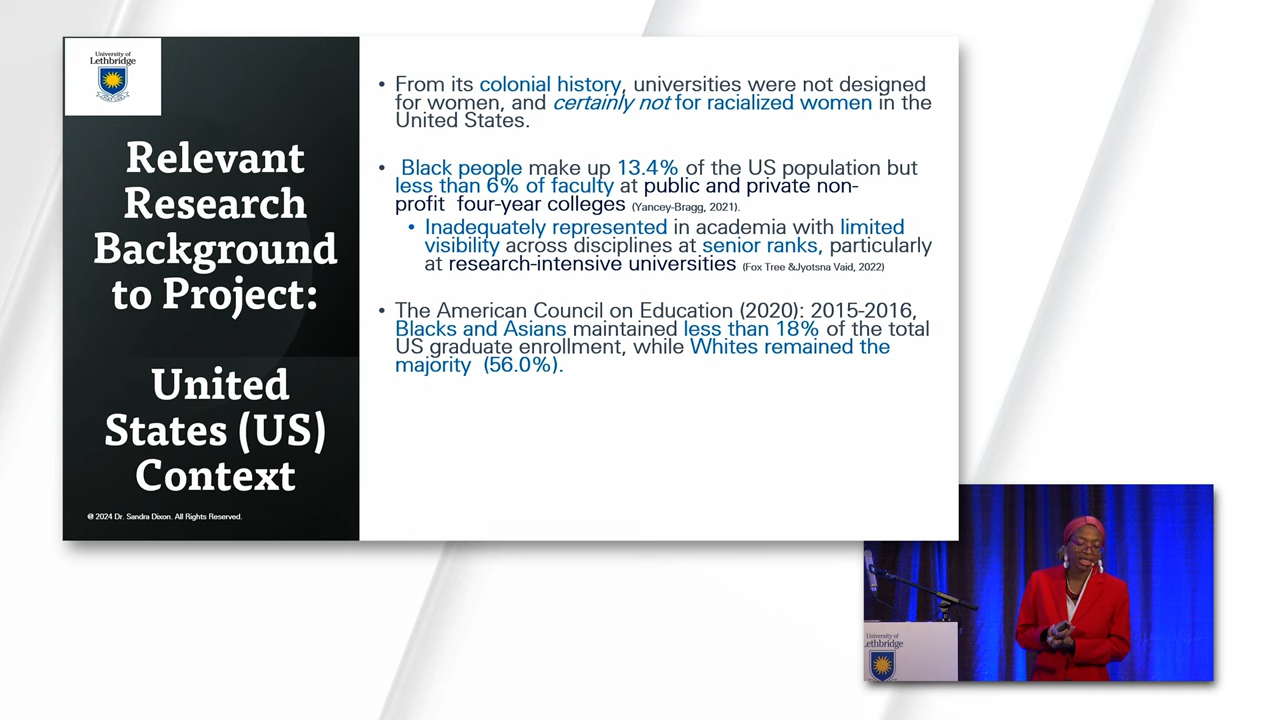 University of
Lethbridge
Relevant
Research
Background
to Project:
United
States (US)
Context
@ 2024 Dr. Sandra Dixon. All Rights Reserved.
• From its colonial history, universities were not designed
for women, and certainly not for racialized women in the
United States.
• Black people make up 13.4% of the US population but
less than 6% of faculty at public and private non-
profit four-year colleges (Yancey-Bragg, 2021).
• Inadequately represented in academia with limited
visibility across disciplines at senior ranks, particularly
at research-intensive universities (Fox Tree &Jyotsna Vaid, 2022)
• The American Council on Education (2020): 2015-2016,
Blacks and Asians maintained less than 18% of the total
US graduate enrollment, while Whites remained the
majority (56.0%).
University of
ethbridge